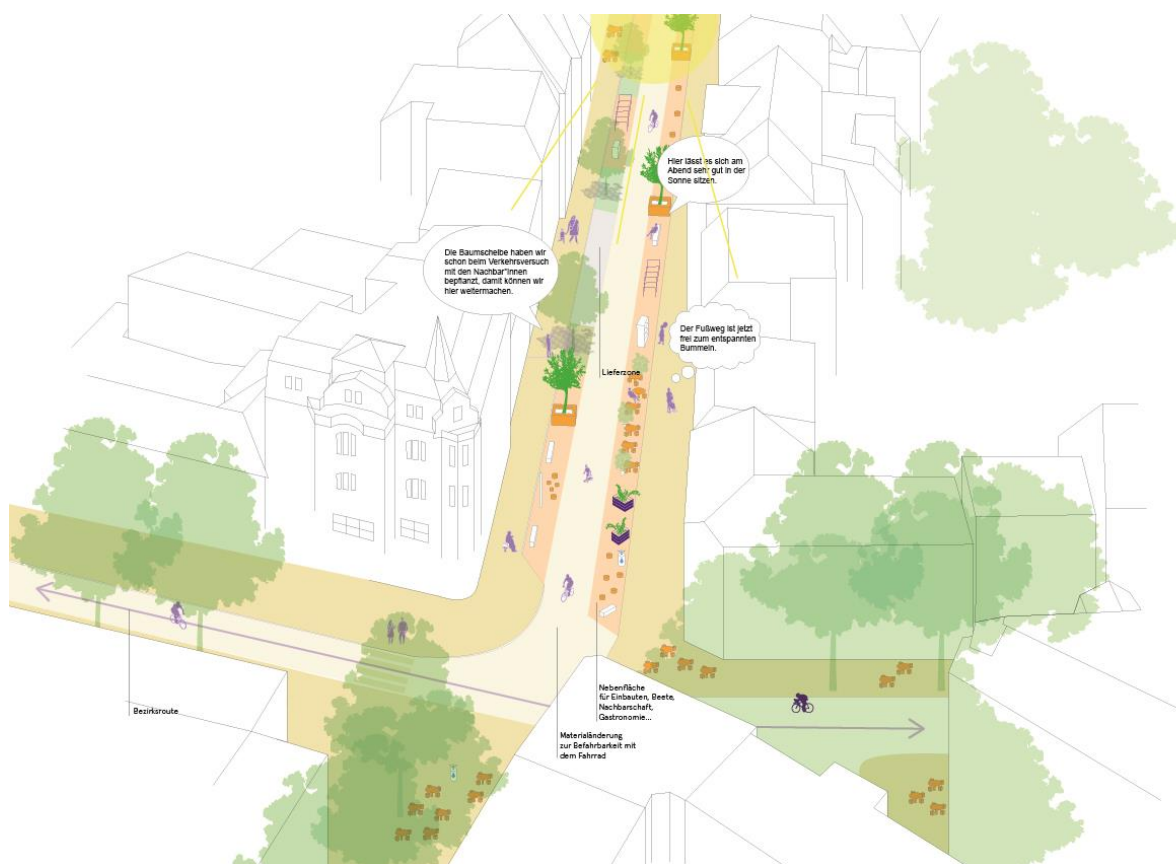 Hier lässt es sich am
Abend sehr gut in der
Sonne sitzen.
Die Baumscheibe haben wir
schon beim Verkehrsversuch
mit den Nachbar*innen
bepflanzt, damit können wir
hier weitermachen.
Der Fußweg ist jetzt
frei zum entspannten
Bummeln.
Lieferzone
Nebenfläche
für Einbauten, Beete,
Nachbarschaft,
Gastronomie...
Bezirksroute
Materialänderung
zur Befahrbarkeit mit
dem Fahrrad